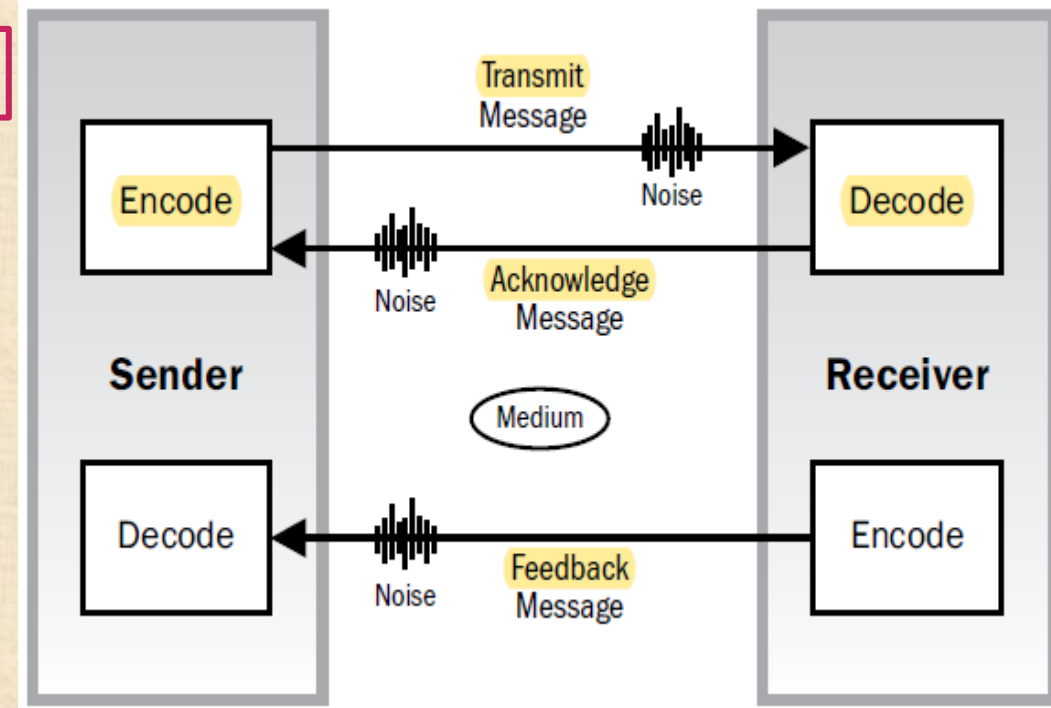 Transmit
Message
Noise
Encode
Decode
Noise
Acknowledge
Message
Sender
Receiver
Medium
Decode
Encode
Noise
Feedback
Message